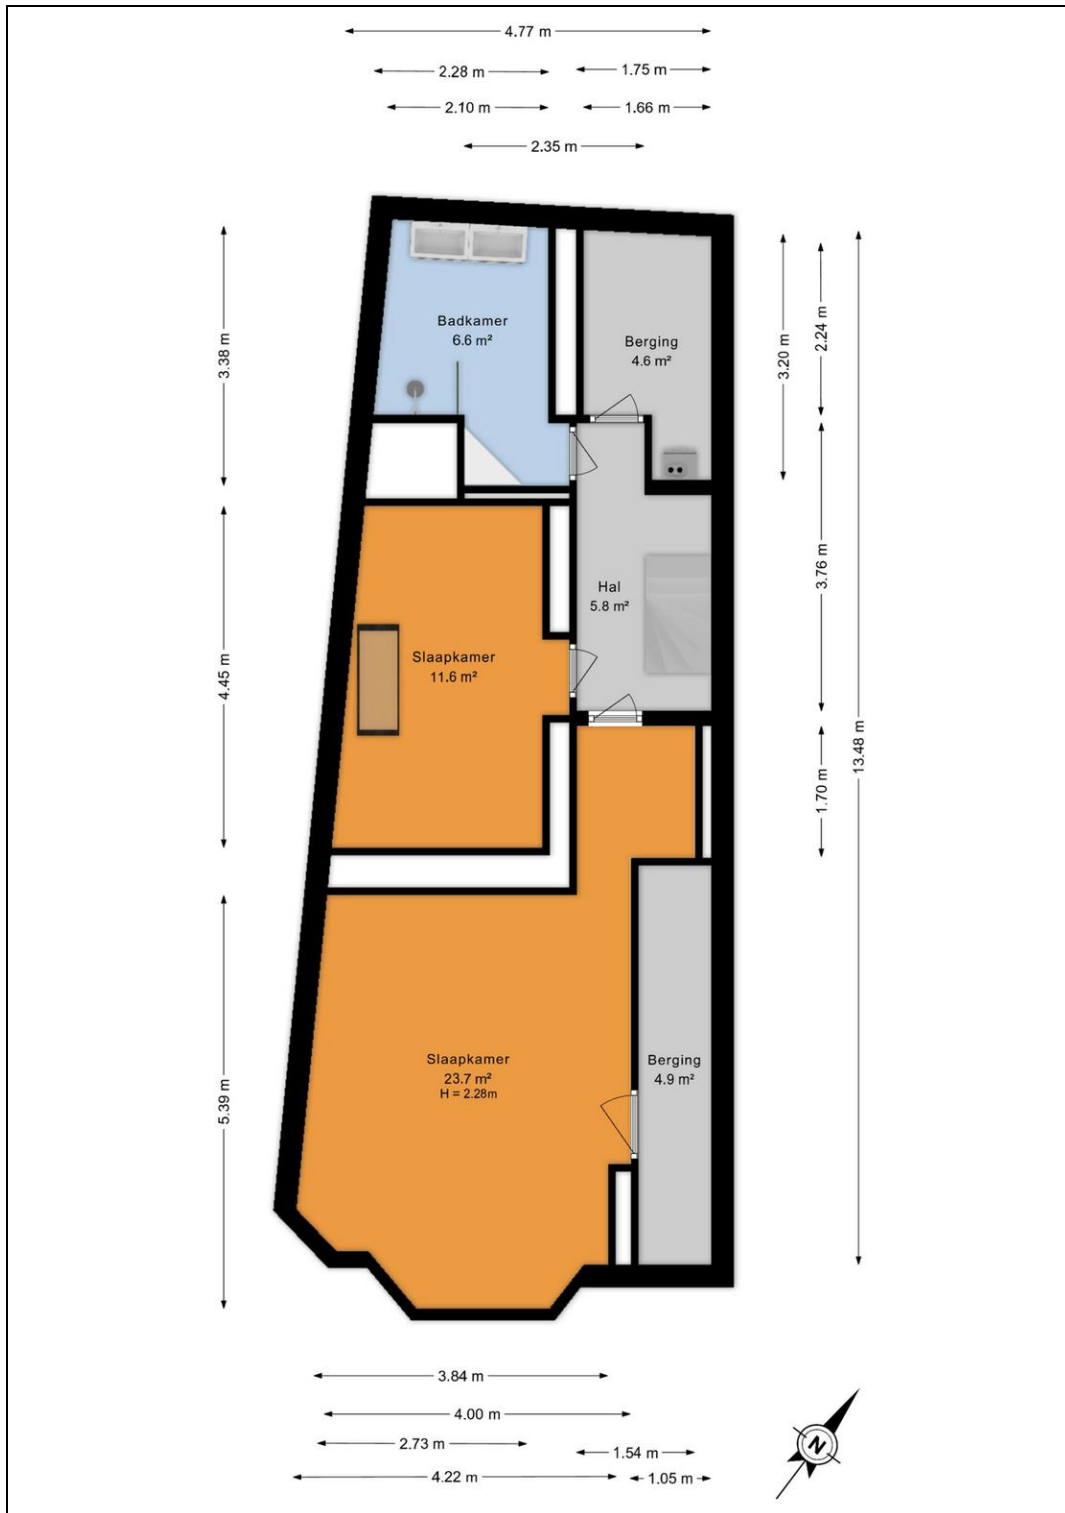 4.77 m
2.28 m
1.75 m
2.10 m
1.66 m
2.35 m
3.38 m
Badkamer
6.6 m²
Berging
4.6 m²
3.20 m
2.24 m
4.45 m
Slaapkamer
11.6 m²
Hal
5.8 m²
3.76 m
13.48 m
1.70 m
5.39 m
Slaapkamer
23.7 m²
H = 2.28m
Berging
4.9 m²
3.84 m
4.00 m
2.73 m
1.54 m
4.22 m
1.05 m
N